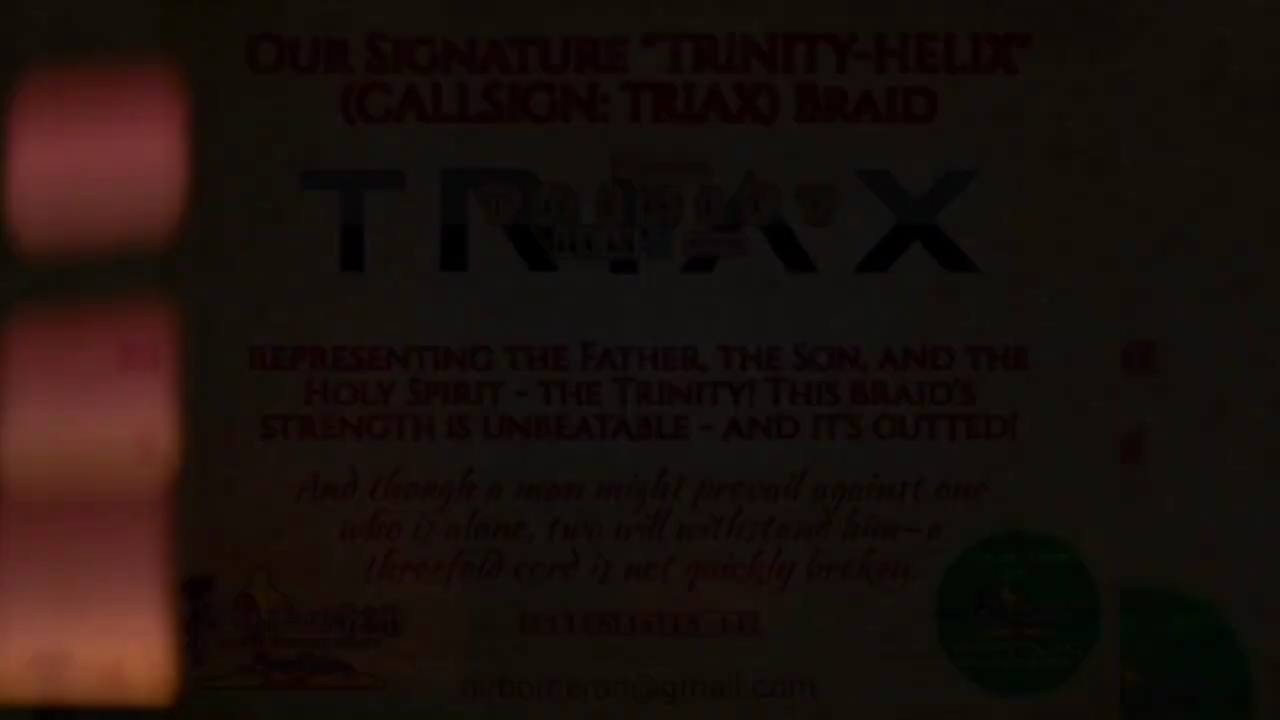 OUR SIGNATURE "TRINITY-HELIX"
(CALLSIGN: TRIAX) BRAID
TRIAX
REPRESENTING THE FATHER, THE SON, AND THE
HOLY SPIRIT - THE TRINITY! THIS BRAID'S
STRENGTH IS UNBEATABLE - AND IT'S OUTTED!
And though a man might prevail against one
who is alone, two will withstand him—a
threefold cord is not quickly broken.